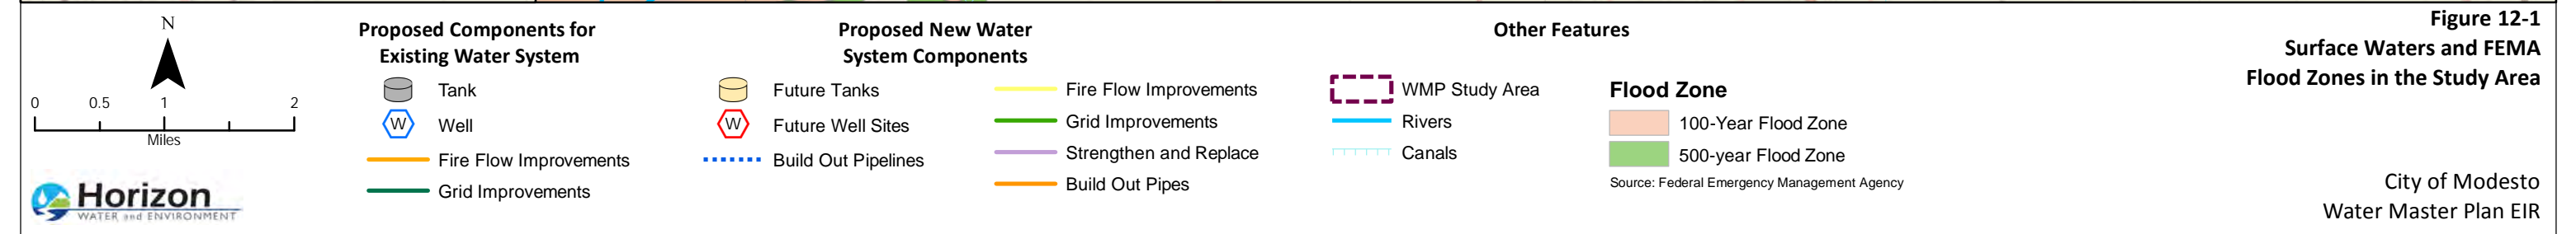 N
0 0.5 1 2
Miles
Horizon
WATER and ENVIRONMENT
Proposed Components for
Existing Water System
Tank
W Well
Fire Flow Improvements
Grid Improvements
Proposed New Water
System Components
Future Tanks
W Future Well Sites
Build Out Pipelines
Fire Flow Improvements
Grid Improvements
Strengthen and Replace
Build Out Pipes
Other Features
WMP Study Area
Rivers
Canals
Flood Zone
100-Year Flood Zone
500-year Flood Zone
Source: Federal Emergency Management Agency
Figure 12-1
Surface Waters and FEMA
Flood Zones in the Study Area
City of Modesto
Water Master Plan EIR